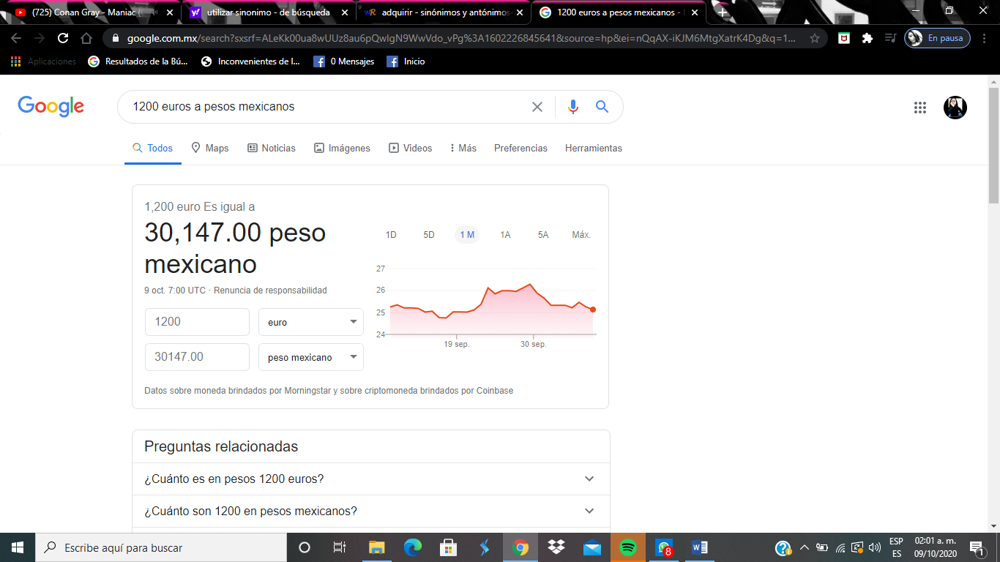 (725) Conan Gray - Maniac
utilizar sinonimo - de búsqueda
WR adquirir - sinónimos y antónimos
1200 euros a pesos mexicanos -
google.com.mx/search?sxsrf=ALeKk00ua8wUUz8au6pQwIgN9WwVdo_vPg%3A1602226845641&source=hp&ei=nQqAX-iKJM6MtgXatrK4Dg&q=1...
En pausa
Aplicaciones
Resultados de la Bú...
Inconvenientes de l...
0 Mensajes
Inicio
Google
1200 euros a pesos mexicanos
Todos
Maps
Noticias
Imágenes
Videos
Más
Preferencias
Herramientas
1,200 euro Es igual a
30,147.00 peso
mexicano
9 oct. 7:00 UTC · Renuncia de responsabilidad
1200
euro
30147.00
peso mexicano
1D
5D
1 M
1A
5A
Máx.
27
26
25
24
19 sep.
30 sep.
Datos sobre moneda brindados por Morningstar y sobre criptomoneda brindados por Coinbase
Preguntas relacionadas
¿Cuánto es en pesos 1200 euros?
¿Cuánto son 1200 en pesos mexicanos?
Escribe aquí para buscar
8
ESP
ES
02:01 a. m.
09/10/2020
1